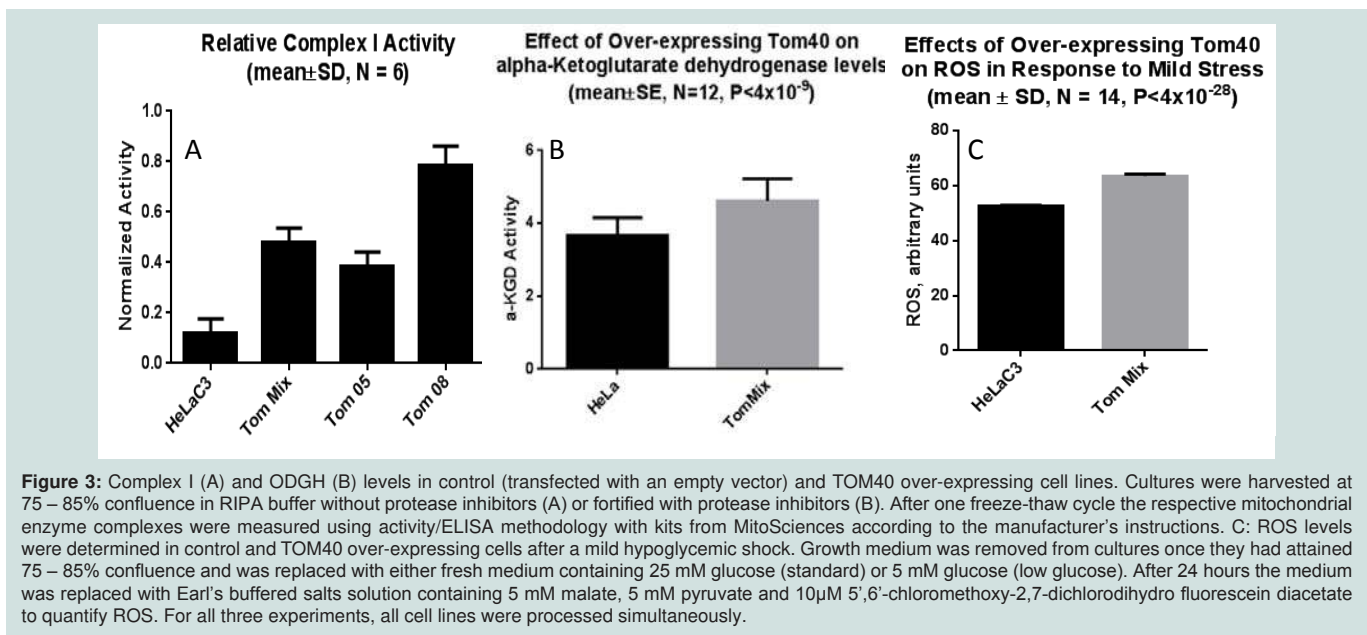 Relative Complex I Activity
(mean±SD, N = 6)
Normalized Activity
1.0
0.8
0.6
0.4
0.2
0.0
A
HeLaC3
Tom Mix
Tom 05
Tom 08
Effect of Over-expressing Tom40 on
alpha-Ketoglutarate dehydrogenase levels
(mean±SE, N=12, P<4x10⁻⁹)
a-KGD Activity
6
4
2
0
B
HeLa
TomMix
Effects of Over-expressing Tom40
on ROS in Response to Mild Stress
(mean ± SD, N = 14, P<4x10⁻²⁸)
ROS, arbitrary units
80
60
40
20
0
C
HeLaC3
Tom Mix
Figure 3: Complex I (A) and ODGH (B) levels in control (transfected with an empty vector) and TOM40 over-expressing cell lines. Cultures were harvested at
75 – 85% confluence in RIPA buffer without protease inhibitors (A) or fortified with protease inhibitors (B). After one freeze-thaw cycle the respective mitochondrial
enzyme complexes were measured using activity/ELISA methodology with kits from MitoSciences according to the manufacturer's instructions. C: ROS levels
were determined in control and TOM40 over-expressing cells after a mild hypoglycemic shock. Growth medium was removed from cultures once they had attained
75 – 85% confluence and was replaced with either fresh medium containing 25 mM glucose (standard) or 5 mM glucose (low glucose). After 24 hours the medium
was replaced with Earl's buffered salts solution containing 5 mM malate, 5 mM pyruvate and 10µM 5',6'-chloromethoxy-2,7-dichlorodihydro fluorescein diacetate
to quantify ROS. For all three experiments, all cell lines were processed simultaneously.